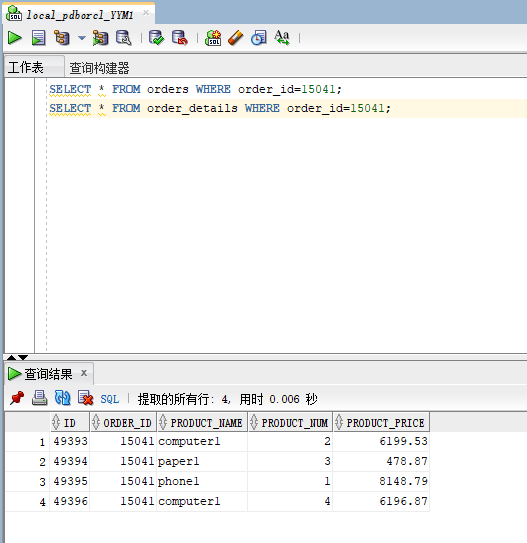 local_pdborcl_YYM1
SQL
Aa
工作表 查询构建器
SELECT * FROM orders WHERE order_id=15041;
SELECT * FROM order_details WHERE order_id=15041;
查询结果 x
SQL | 提取的所有行: 4, 用时 0.006 秒
ID ORDER_ID PRODUCT_NAME PRODUCT_NUM PRODUCT_PRICE
1 49393 15041 computer1 2 6199.53
2 49394 15041 paper1 3 478.87
3 49395 15041 phone1 1 8148.79
4 49396 15041 computer1 4 6196.87